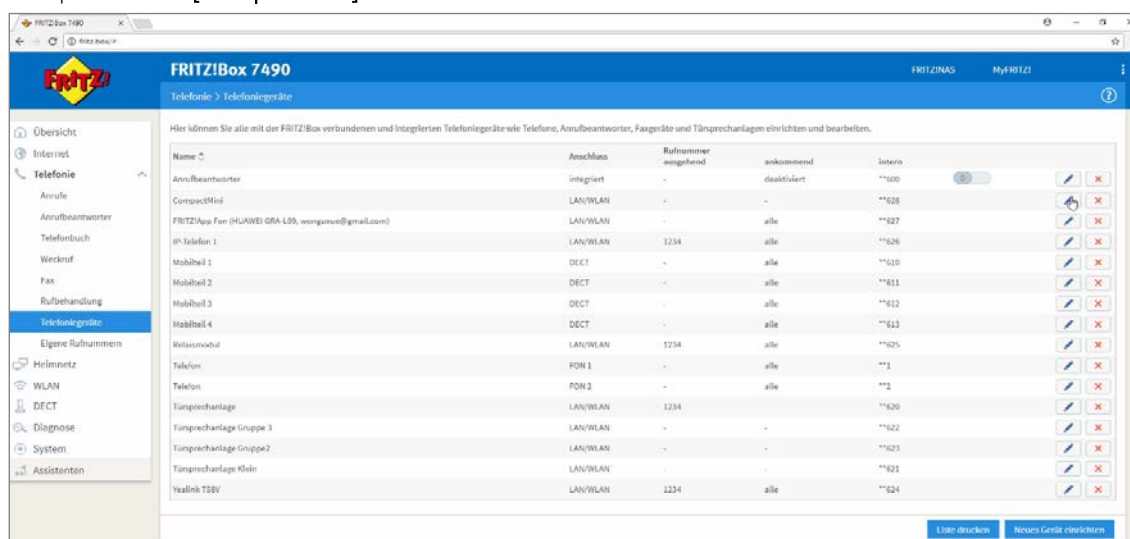 FRITZ!Box 7490
fritz.box/#
FRITZ!
FRITZ!Box 7490
FRITZ!NAS MyFRITZ!
Telefonie > Telefoniegeräte
Übersicht
Internet
Telefonie
Anrufe
Anrufbeantworter
Telefonbuch
Weckruf
Fax
Rufbehandlung
Telefoniegeräte
Eigene Rufnummern
Heimnetz
WLAN
DECT
Diagnose
System
Assistenten
Hier können Sie alle mit der FRITZ!Box verbundenen und integrierten Telefoniegeräte wie Telefone, Anrufbeantworter, Faxgeräte und Türsprechanlagen einrichten und bearbeiten.
Name Anschluss Rufnummer ausgehend ankommend intern
Anrufbeantworter integriert - deaktiviert **600
CompactMini LAN/WLAN - - **628
FRITZ!App Fon (HUAWEI GRA-L09, LAN/WLAN - alle **627
IP-Telefon 1 LAN/WLAN 1234 alle **626
Mobilteil 1 DECT - alle **610
Mobilteil 2 DECT - alle **611
Mobilteil 3 DECT - alle **612
Mobilteil 4 DECT - alle **613
Relaismodul LAN/WLAN 1234 alle **625
Telefon FON 1 - alle **1
Telefon FON 2 - alle
Türsprechanlage LAN/WLAN 1234 **620
Türsprechanlage Gruppe 3 LAN/WLAN - - **622
Türsprechanlage Gruppe2 LAN/WLAN - - **623
Türsprechanlage Klein LAN/WLAN - - **621
Yealink LAN/WLAN 1234 alle **624
Liste drucken Neues Gerät einrichten